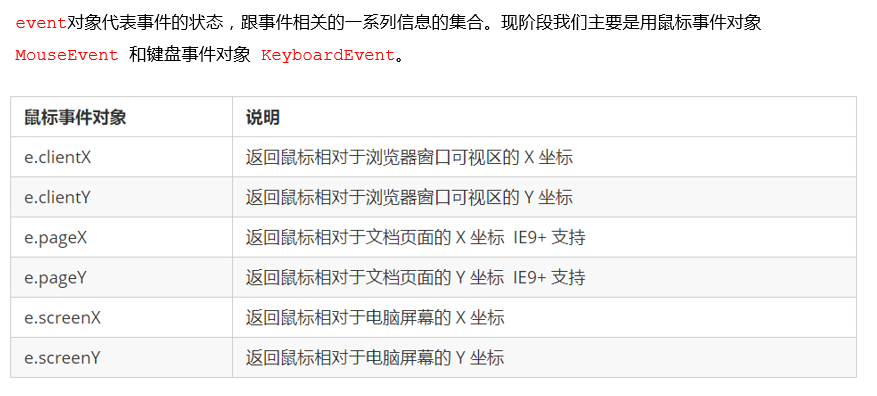 event对象代表事件的状态，跟事件相关的一系列信息的集合。现阶段我们主要是用鼠标事件对象
MouseEvent 和键盘事件对象 KeyboardEvent。
鼠标事件对象 说明
e.clientX 返回鼠标相对于浏览器窗口可视区的 X 坐标
e.clientY 返回鼠标相对于浏览器窗口可视区的 Y 坐标
e.pageX 返回鼠标相对于文档页面的 X 坐标 IE9+ 支持
e.pageY 返回鼠标相对于文档页面的 Y 坐标 IE9+ 支持
e.screenX 返回鼠标相对于电脑屏幕的 X 坐标
e.screenY 返回鼠标相对于电脑屏幕的 Y 坐标